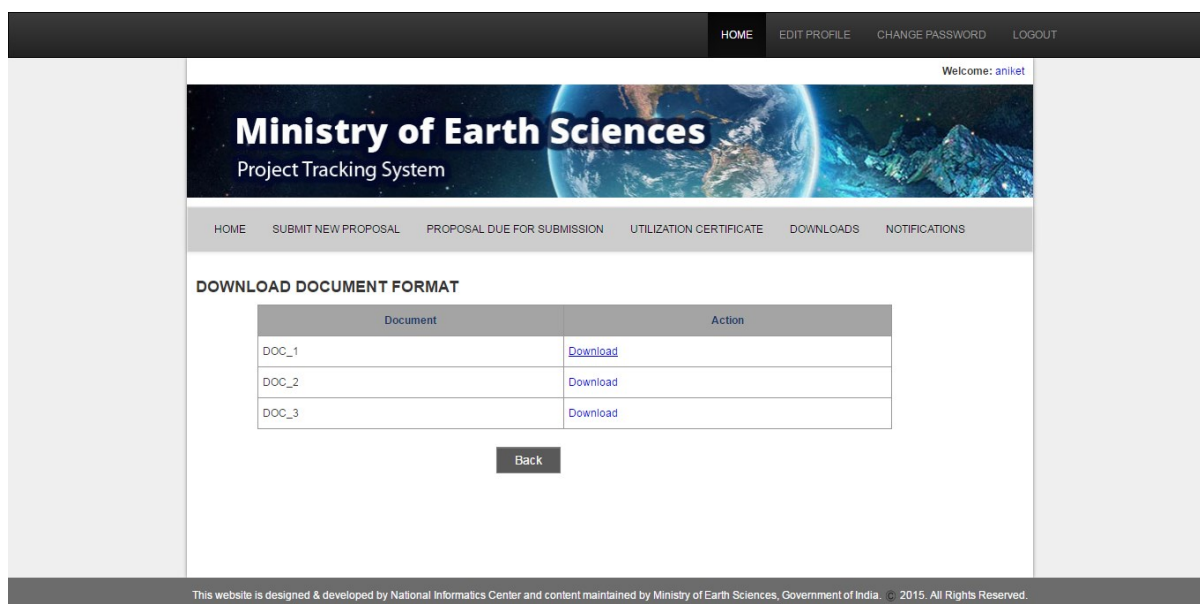 HOME EDIT PROFILE CHANGE PASSWORD LOGOUT
Welcome: aniket
Ministry of Earth Sciences
Project Tracking System
HOME SUBMIT NEW PROPOSAL PROPOSAL DUE FOR SUBMISSION UTILIZATION CERTIFICATE DOWNLOADS NOTIFICATIONS
DOWNLOAD DOCUMENT FORMAT
Document Action
DOC_1 Download
DOC_2 Download
DOC_3 Download
Back
This website is designed & developed by National Informatics Center and content maintained by Ministry of Earth Sciences, Government of India. © 2015. All Rights Reserved.